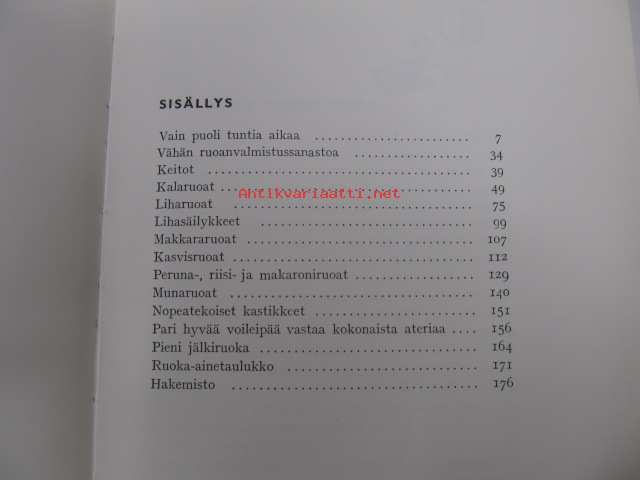 SISÄLLYS
Vain puoli tuntia aikaa .................... 7
Vähän ruoanvalmistussanastoa .................... 34
Keitot .................... 39
Kalaruoat .................... 49
Antikvariaatti.net
Liharuoat .................... 75
Lihasäilykkeet .................... 99
Makkararuoat .................... 107
Kasvisruoat .................... 112
Peruna-, riisi- ja makaroniruoat .................... 129
Munaruoat .................... 140
Nopeatekoiset kastikkeet .................... 151
Pari hyvää voileipää vastaa kokonaista ateriaa .... 156
Pieni jälkiruoka .................... 164
Ruoka-ainetaulukko .................... 171
Hakemisto .................... 176